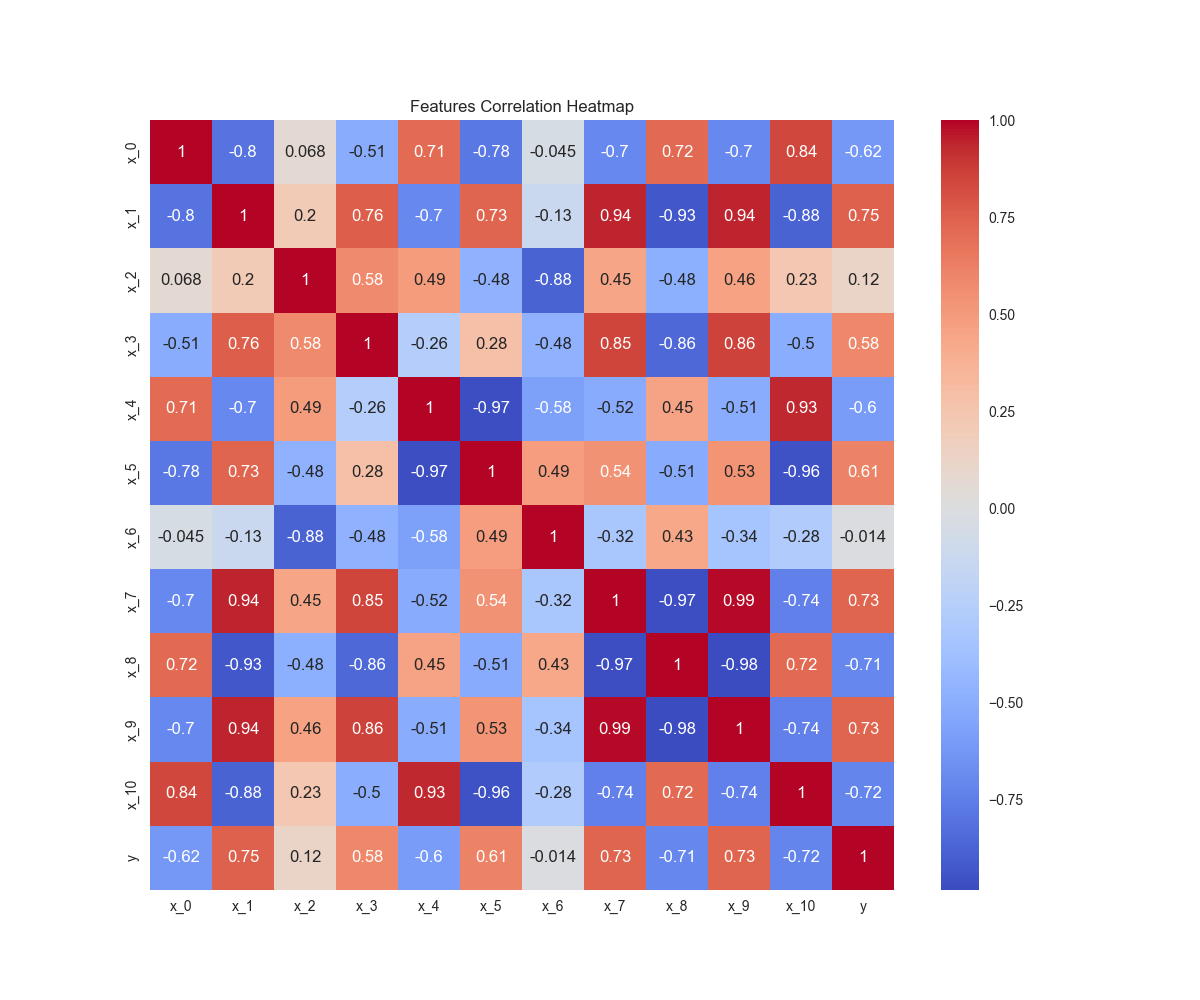 Features Correlation Heatmap
x_0 1 -0.8 0.068 -0.51 0.71 -0.78 -0.045 -0.7 0.72 -0.7 0.84 -0.62
x_1 -0.8 1 0.2 0.76 -0.7 0.73 -0.13 0.94 -0.93 0.94 -0.88 0.75
x_2 0.068 0.2 1 0.58 0.49 -0.48 -0.88 0.45 -0.48 0.46 0.23 0.12
x_3 -0.51 0.76 0.58 1 -0.26 0.28 -0.48 0.85 -0.86 0.86 -0.5 0.58
x_4 0.71 -0.7 0.49 -0.26 1 -0.97 -0.58 -0.52 0.45 -0.51 0.93 -0.6
x_5 -0.78 0.73 -0.48 0.28 -0.97 1 0.49 0.54 -0.51 0.53 -0.96 0.61
x_6 -0.045 -0.13 -0.88 -0.48 -0.58 0.49 1 -0.32 0.43 -0.34 -0.28 -0.014
x_7 -0.7 0.94 0.45 0.85 -0.52 0.54 -0.32 1 -0.97 0.99 -0.74 0.73
x_8 0.72 -0.93 -0.48 -0.86 0.45 -0.51 0.43 -0.97 1 -0.98 0.72 -0.71
x_9 -0.7 0.94 0.46 0.86 -0.51 0.53 -0.34 0.99 -0.98 1 -0.74 0.73
x_10 0.84 -0.88 0.23 -0.5 0.93 -0.96 -0.28 -0.74 0.72 -0.74 1 -0.72
y -0.62 0.75 0.12 0.58 -0.6 0.61 -0.014 0.73 -0.71 0.73 -0.72 1
x_0 x_1 x_2 x_3 x_4 x_5 x_6 x_7 x_8 x_9 x_10 y
1.00
0.75
0.50
0.25
0.00
−0.25
−0.50
−0.75